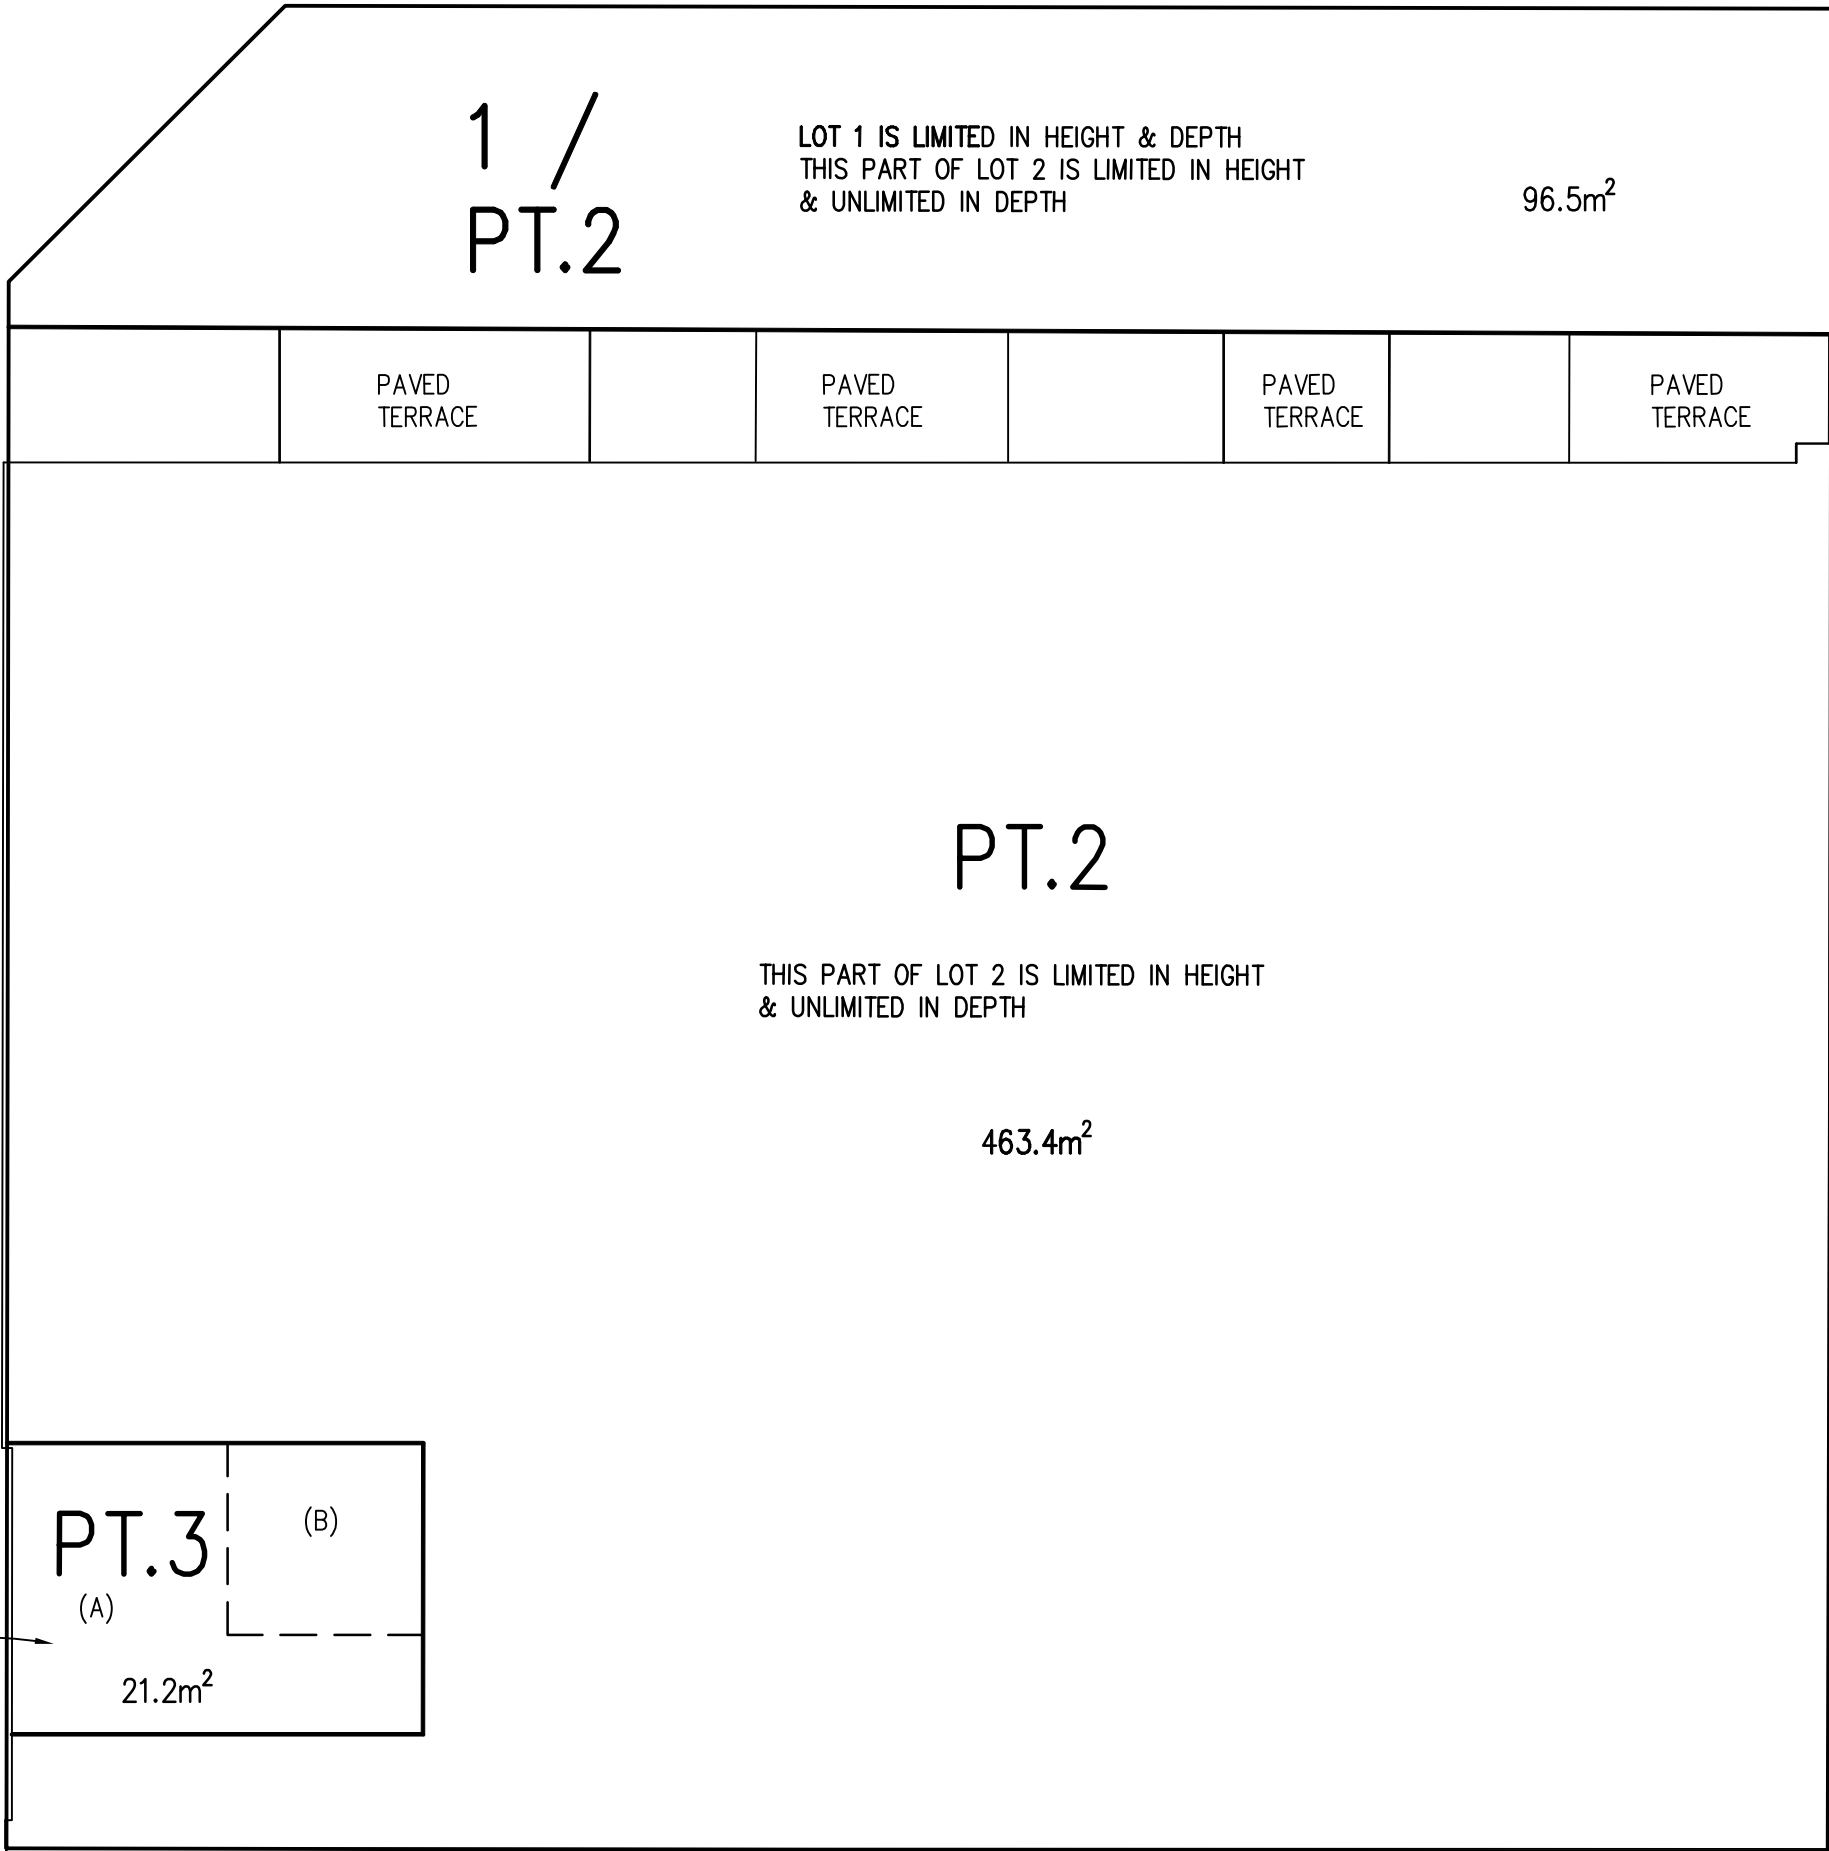 1 /
PT.2
LOT 1 IS LIMITED IN HEIGHT & DEPTH
THIS PART OF LOT 2 IS LIMITED IN HEIGHT
& UNLIMITED IN DEPTH
96.5m²
PAVED
TERRACE
PAVED
TERRACE
PAVED
TERRACE
PAVED
TERRACE
PT.2
THIS PART OF LOT 2 IS LIMITED IN HEIGHT
& UNLIMITED IN DEPTH
463.4m²
PT.3
(A)
(B)
21.2m²